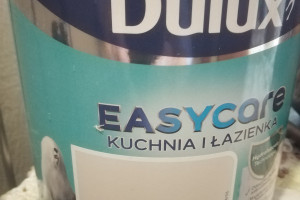 Dulux
EASYCare
KUCHNIA I ŁAZIENKA